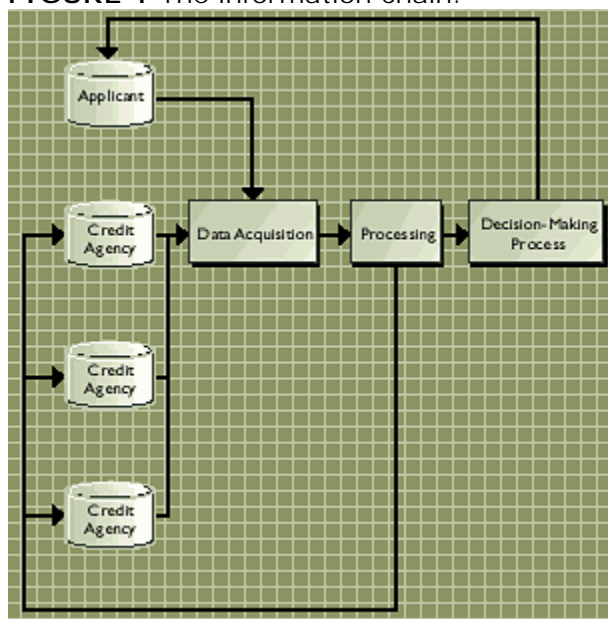 FIGURE 1 The information chain.
Applicant
Credit
Agency
Data Acquisition
Processing
Decision-Making
Process
Credit
Agency
Credit
Agency